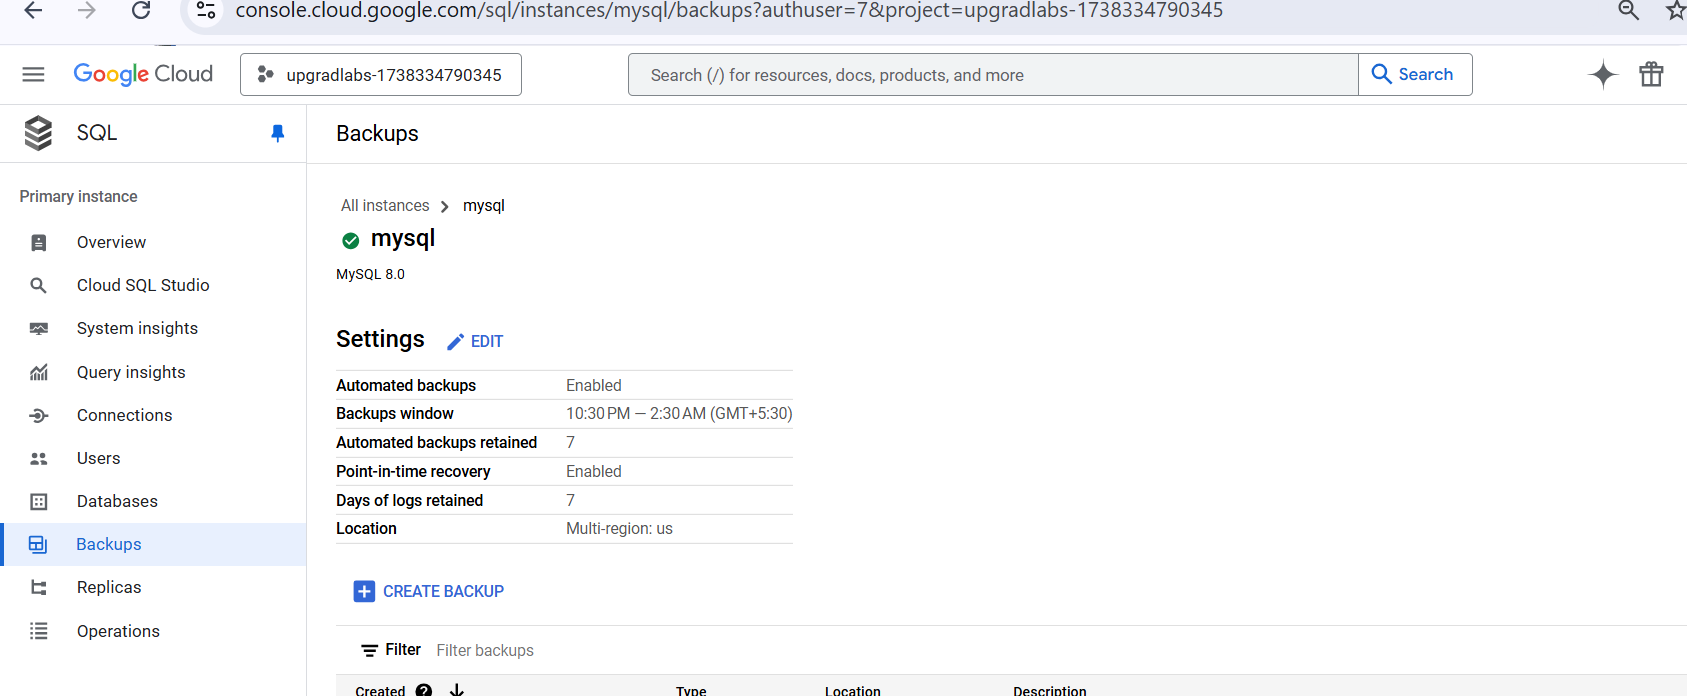 console.cloud.google.com/sql/instances/mysql/backups?authuser=7&project=upgradlabs-1738334790345
Google Cloud
upgradlabs-1738334790345
Search (/) for resources, docs, products, and more
Search
SQL
Backups
Primary instance
Overview
Cloud SQL Studio
System insights
Query insights
Connections
Users
Databases
Backups
Replicas
Operations
All instances > mysql
mysql
MySQL 8.0
Settings EDIT
Automated backups Enabled
Backups window 10:30 PM — 2:30 AM (GMT+5:30)
Automated backups retained 7
Point-in-time recovery Enabled
Days of logs retained 7
Location Multi-region: us
CREATE BACKUP
Filter Filter backups
Created ? Type Location Description